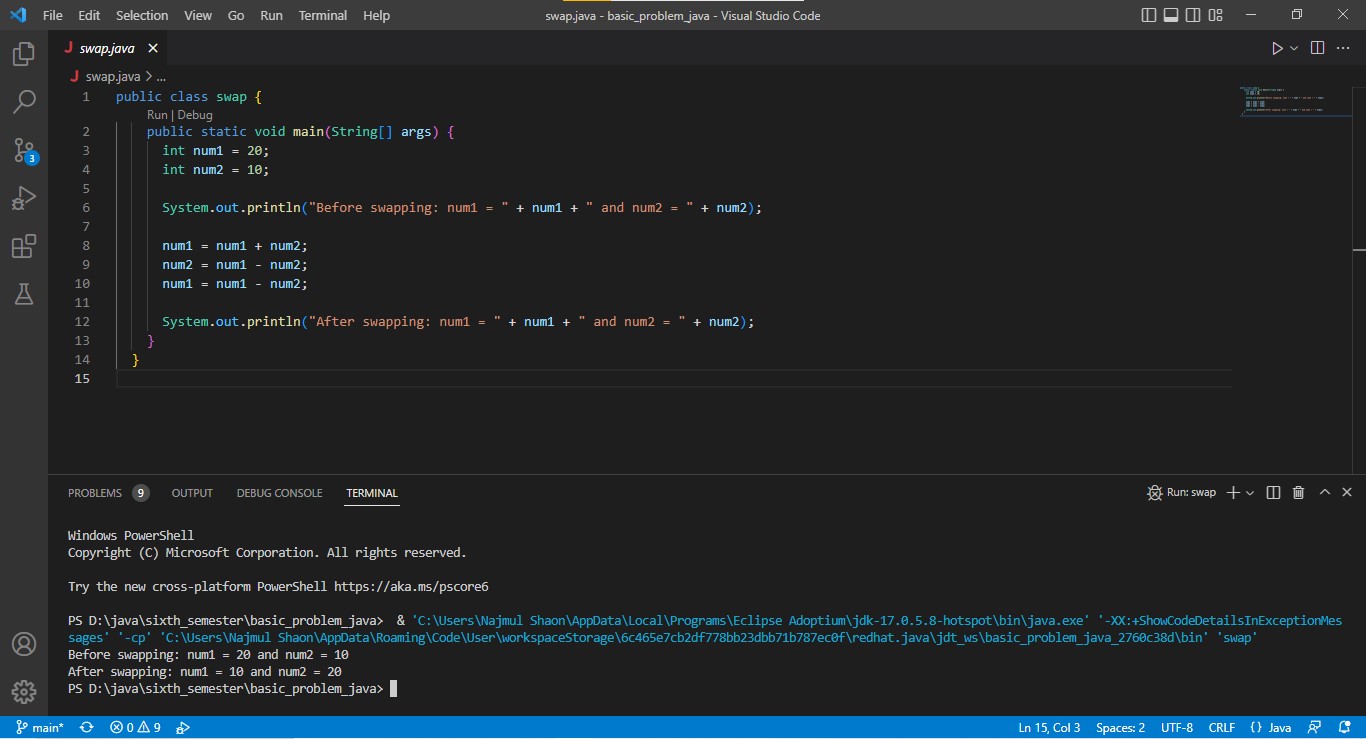 File Edit Selection View Go Run Terminal Help swap.java - basic_problem_java - Visual Studio Code
J swap.java
J swap.java > ...
1 public class swap {
Run | Debug
2 public static void main(String[] args) {
3 int num1 = 20;
4 int num2 = 10;
5
6 System.out.println("Before swapping: num1 = " + num1 + " and num2 = " + num2);
7
8 num1 = num1 + num2;
9 num2 = num1 - num2;
10 num1 = num1 - num2;
11
12 System.out.println("After swapping: num1 = " + num1 + " and num2 = " + num2);
13 }
14 }
15
3
PROBLEMS 9 OUTPUT DEBUG CONSOLE TERMINAL Run: swap
Windows PowerShell
Copyright (C) Microsoft Corporation. All rights reserved.
Try the new cross-platform PowerShell https://aka.ms/pscore6
PS D:\java\sixth_semester\basic_problem_java> & 'C:\Users\Najmul Shaon\AppData\Local\Programs\Eclipse Adoptium\jdk-17.0.5.8-hotspot\bin\java.exe' '-XX:+ShowCodeDetailsInExceptionMes
sages' '-cp' 'C:\Users\Najmul Shaon\AppData\Roaming\Code\User\workspaceStorage\6c465e7cb2df778bb23dbb71b787ec0f\redhat.java\jdt_ws\basic_problem_java_2760c38d\bin' 'swap'
Before swapping: num1 = 20 and num2 = 10
After swapping: num1 = 10 and num2 = 20
PS D:\java\sixth_semester\basic_problem_java>
main* 0 9 Ln 15, Col 3 Spaces: 2 UTF-8 CRLF {} Java